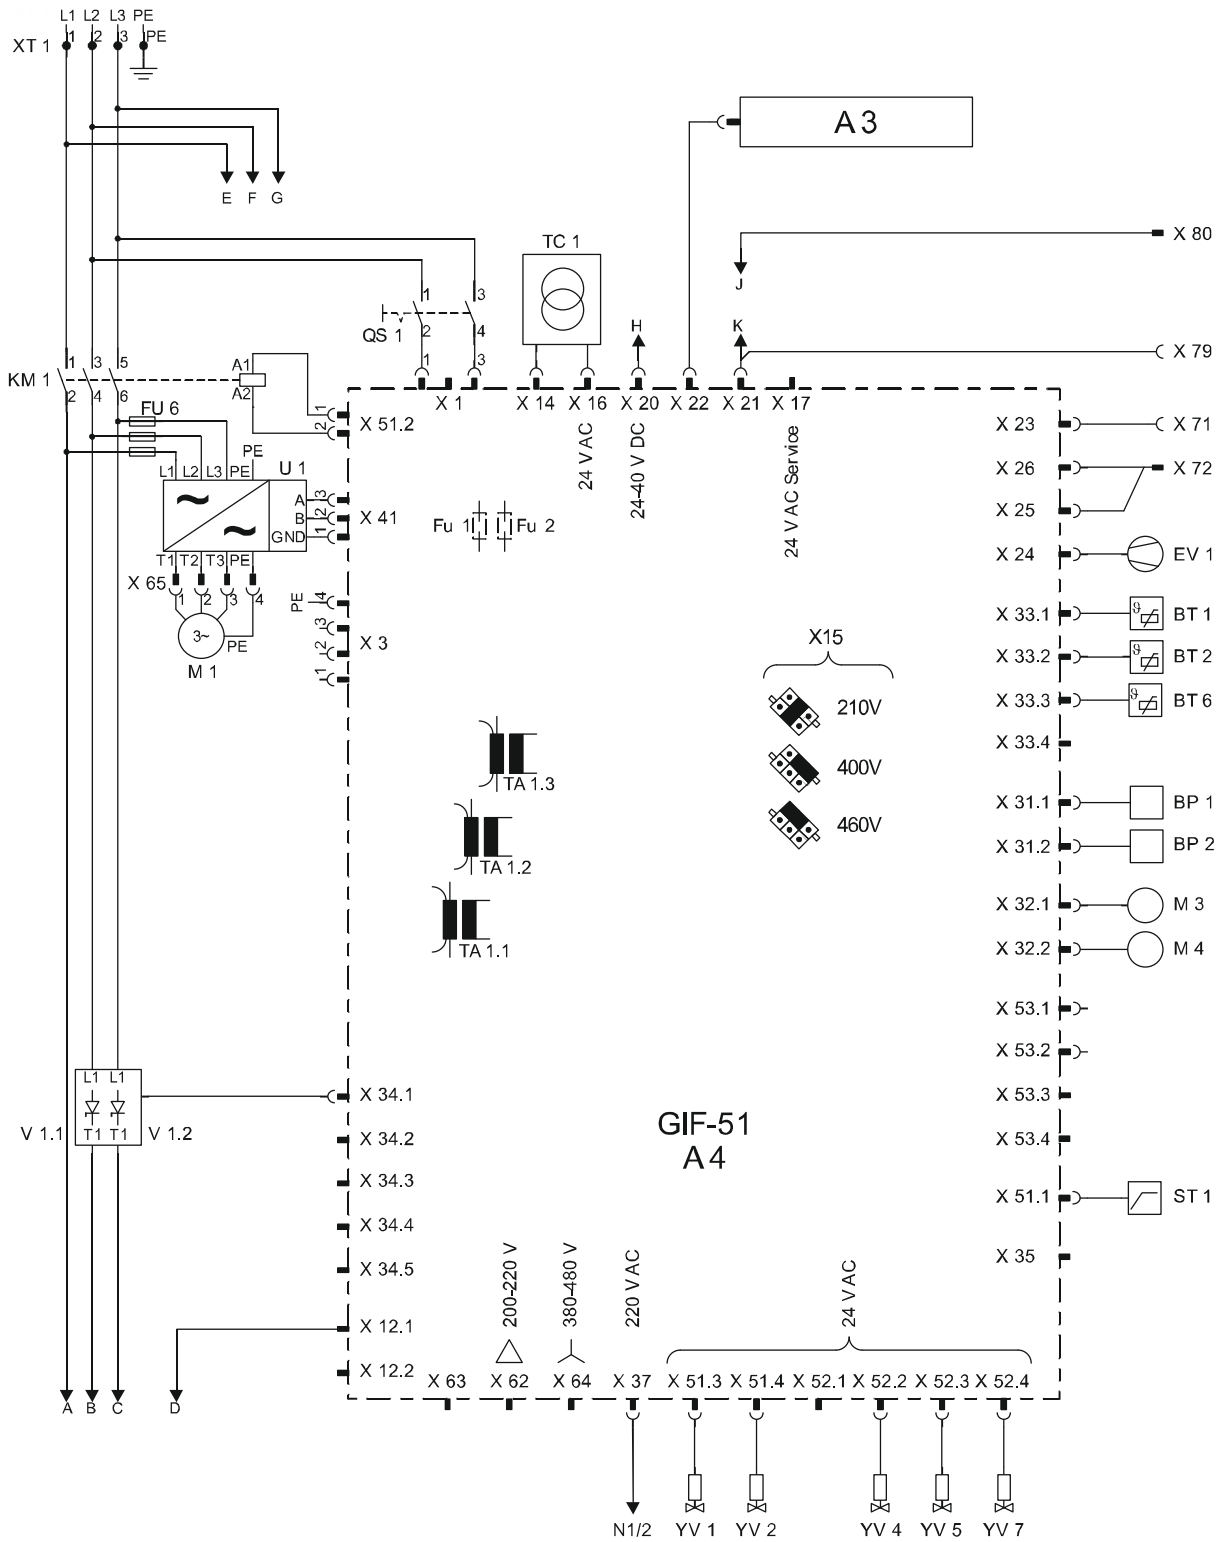 L1 L2 L3 PE
XT 1 1 2 3 PE
A 3
E F G
X 80
TC 1
J
QS 1 1 2 3 4
H K
X 79
1 3
KM 1 1 2 3 4 5 6 A1 A2
X 1 X 14 X 16 X 20 X 22 X 21 X 17
24 V AC
24-40 V DC
24 V AC Service
FU 6
1 2 X 51.2
X 23 X 71
X 26 X 72
X 25
X 24 EV 1
L1 L2 L3 PE PE U 1
A 3
B 2 X 41
GND 1
Fu 1 Fu 2
T1 T2 T3 PE
X 65 1 2 3 4
3~ PE
M 1
PE 4
3
2 X 3
1
X 33.1 ϑ BT 1
X 33.2 ϑ BT 2
X 33.3 ϑ BT 6
X 33.4
X15
210V
400V
460V
TA 1.3
TA 1.2
TA 1.1
X 31.1 BP 1
X 31.2 BP 2
X 32.1 M 3
X 32.2 M 4
X 53.1
X 53.2
X 53.3
X 53.4
L1 L1
T1 T1
V 1.1 V 1.2
X 34.1
X 34.2
X 34.3
X 34.4
X 34.5
GIF-51
A 4
X 51.1 ST 1
X 35
X 12.1
X 12.2
200-220 V
380-480 V
220 V AC
24 V AC
X 63 X 62 X 64 X 37 X 51.3 X 51.4 X 52.1 X 52.2 X 52.3 X 52.4
A B C D
N1/2 YV 1 YV 2 YV 4 YV 5 YV 7